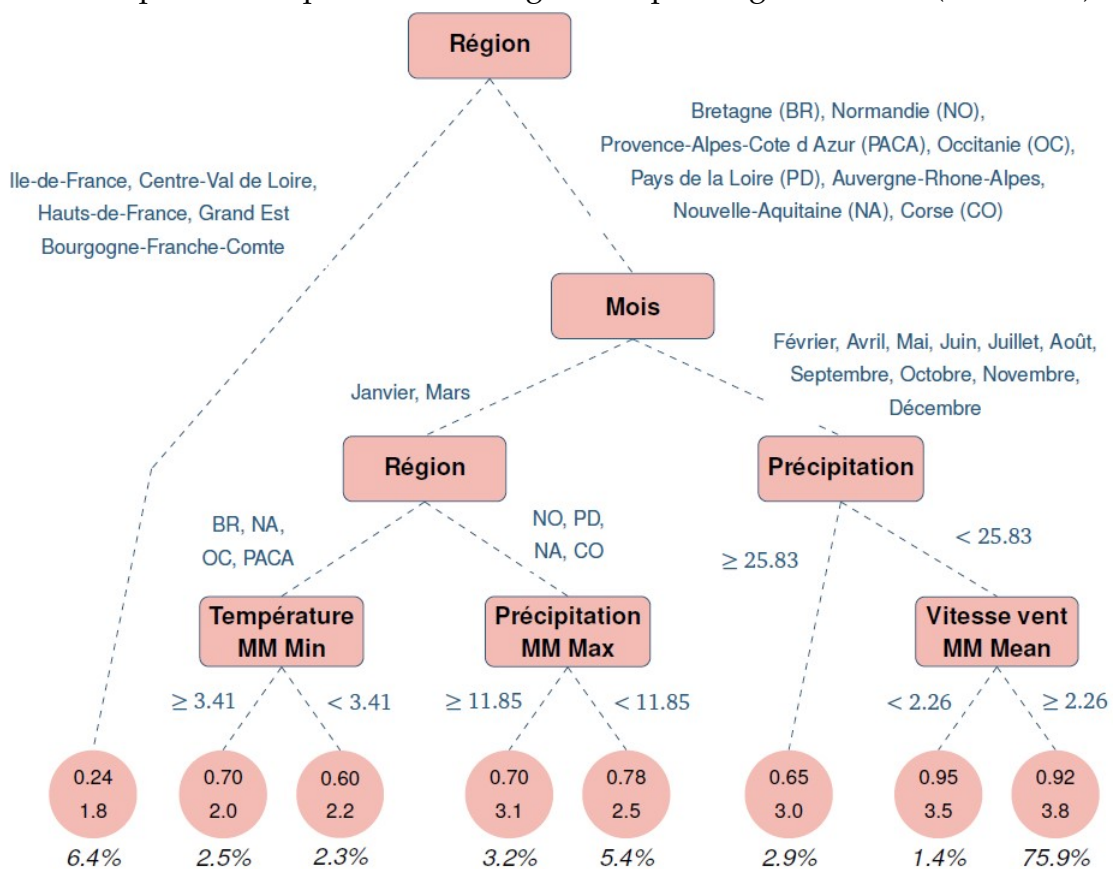 Région
Bretagne (BR), Normandie (NO),
Provence-Alpes-Cote d Azur (PACA), Occitanie (OC),
Pays de la Loire (PD), Auvergne-Rhone-Alpes,
Nouvelle-Aquitaine (NA), Corse (CO)
Ile-de-France, Centre-Val de Loire,
Hauts-de-France, Grand Est
Bourgogne-Franche-Comte
Mois
Février, Avril, Mai, Juin, Juillet, Août,
Septembre, Octobre, Novembre,
Décembre
Janvier, Mars
Région
Précipitation
BR, NA,
OC, PACA
NO, PD,
NA, CO
≥ 25.83
< 25.83
Température
MM Min
Précipitation
MM Max
Vitesse vent
MM Mean
≥ 3.41
< 3.41
≥ 11.85
< 11.85
< 2.26
≥ 2.26
0.24
1.8
0.70
2.0
0.60
2.2
0.70
3.1
0.78
2.5
0.65
3.0
0.95
3.5
0.92
3.8
6.4%
2.5%
2.3%
3.2%
5.4%
2.9%
1.4%
75.9%